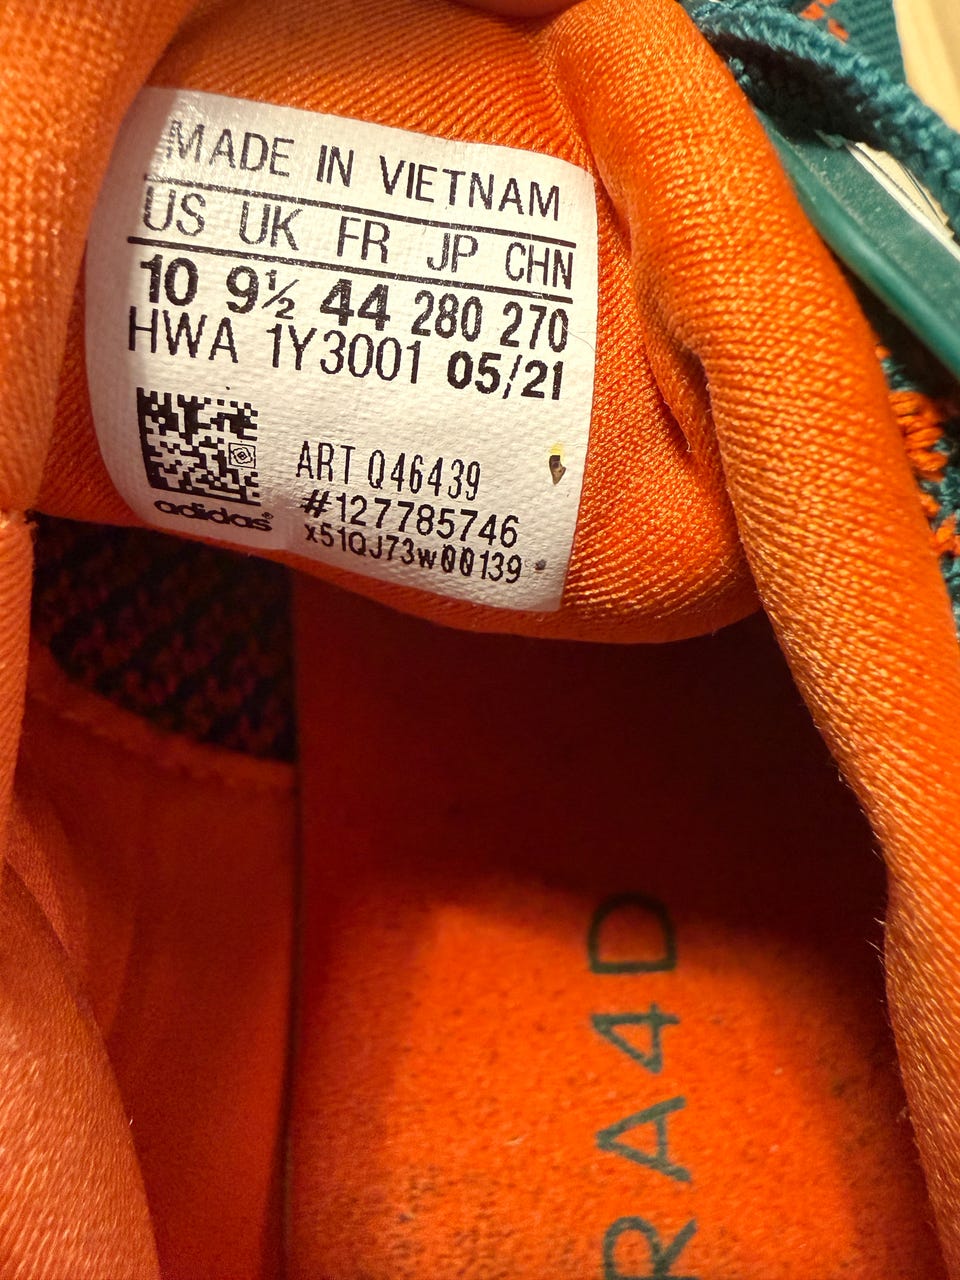 MADE IN VIETNAM
US UK FR JP CHN
10 9½ 44 280 270
HWA 1Y3001 05/21
ART Q46439
#127785746
x51QJ73w00139
adidas®
RA4D